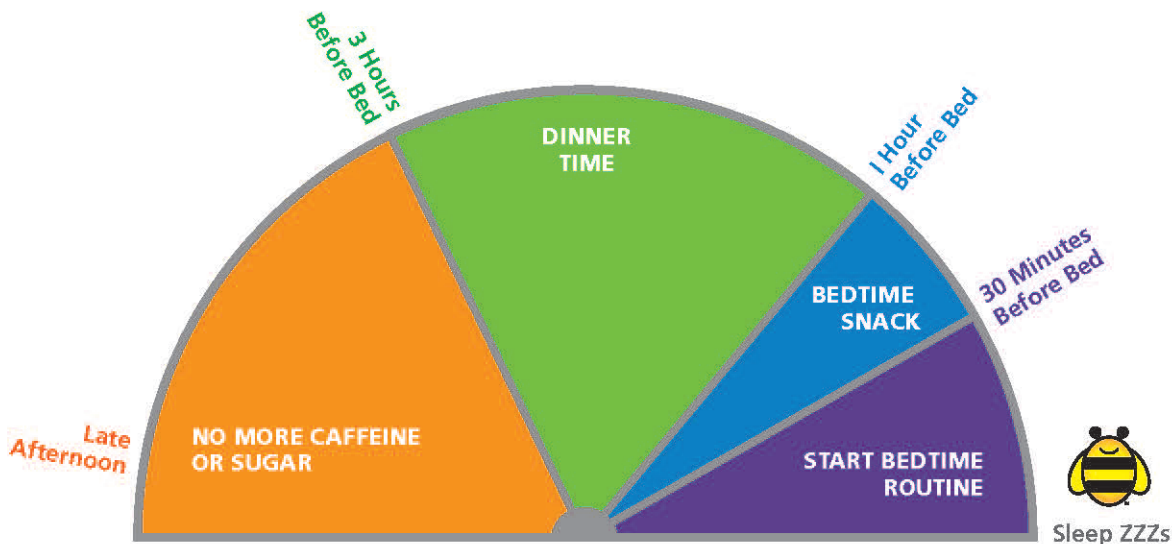 Late
Afternoon
NO MORE CAFFEINE
OR SUGAR
3 Hours
Before Bed
DINNER
TIME
1 Hour
Before Bed
BEDTIME
SNACK
30 Minutes
Before Bed
START BEDTIME
ROUTINE
Sleep ZZZs